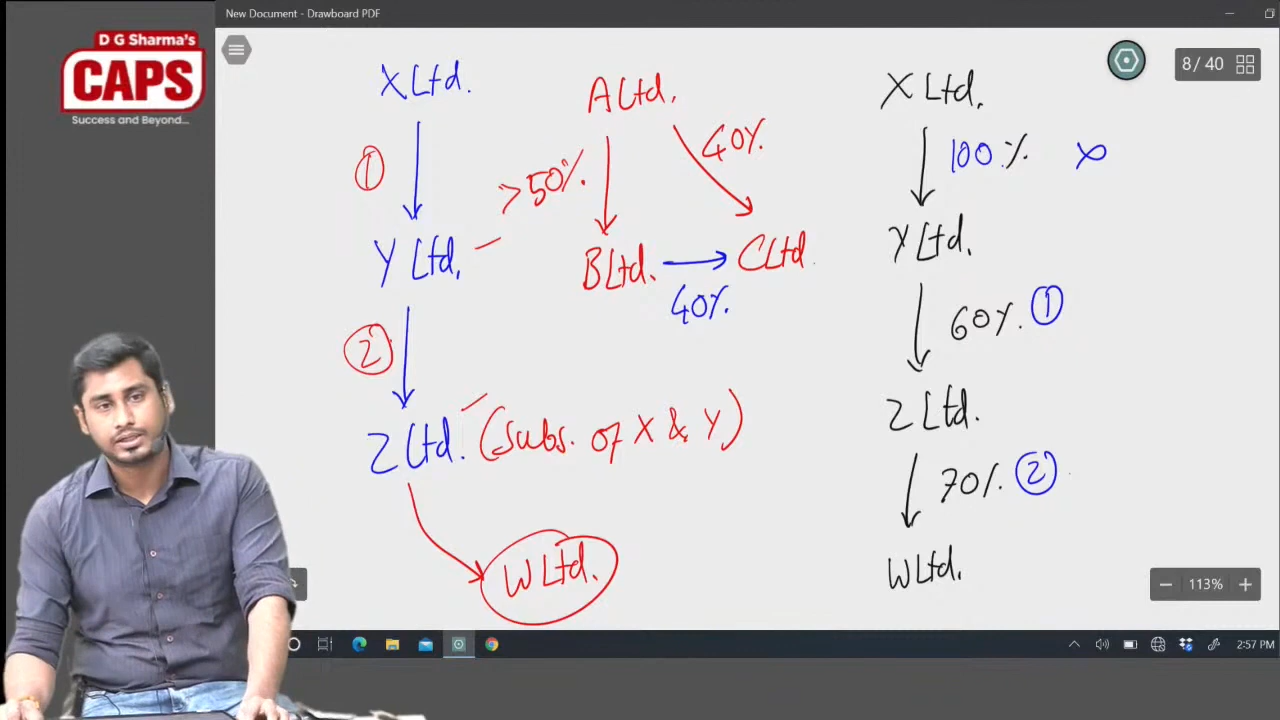 New Document - Drawboard PDF
D G Sharma's
CAPS
Success and Beyond...
8 / 40
X Ltd.
①
Y Ltd.
②
Z Ltd. (Subs. of X & Y)
W Ltd.
A Ltd.
>50%.
40%.
B Ltd.
C Ltd.
40%.
X Ltd.
100%
Y Ltd.
60%. ①
Z Ltd.
70%. ②
W Ltd.
113%
2:57 PM